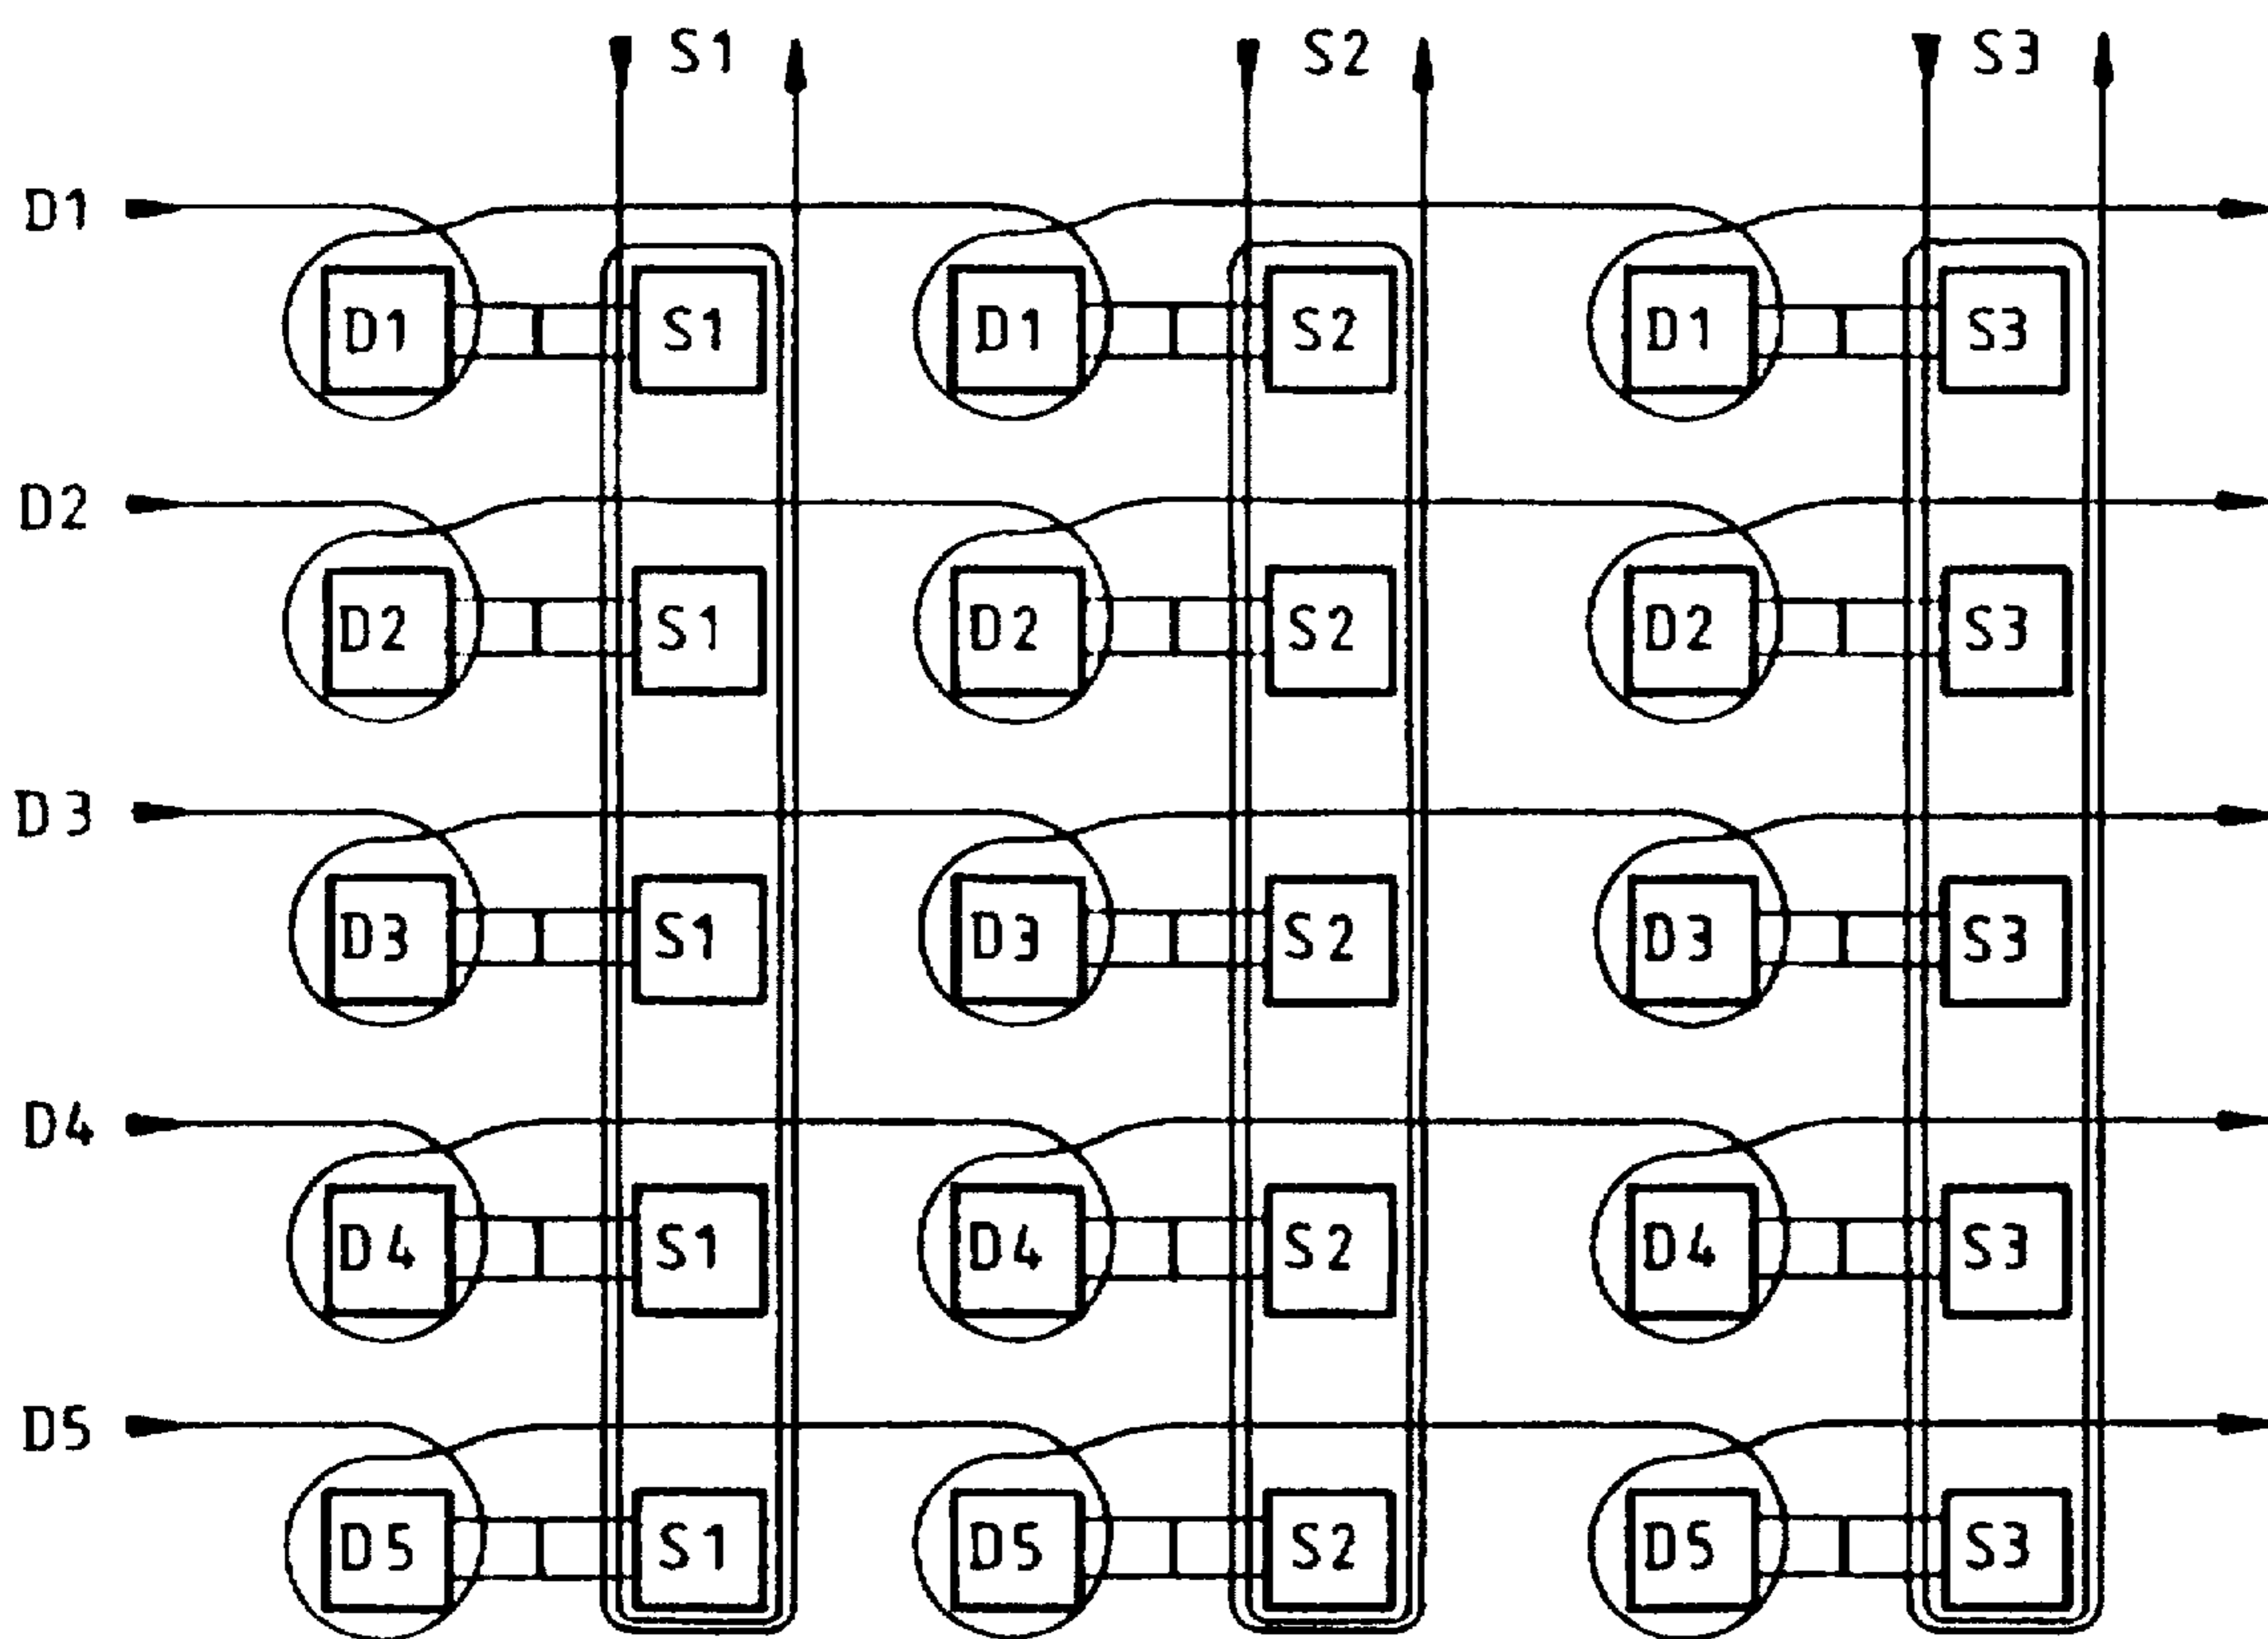 S1 S2 S3
D1
D1 S1 D1 S2 D1 S3
D2
D2 S1 D2 S2 D2 S3
D3
D3 S1 D3 S2 D3 S3
D4
D4 S1 D4 S2 D4 S3
D5
D5 S1 D5 S2 D5 S3